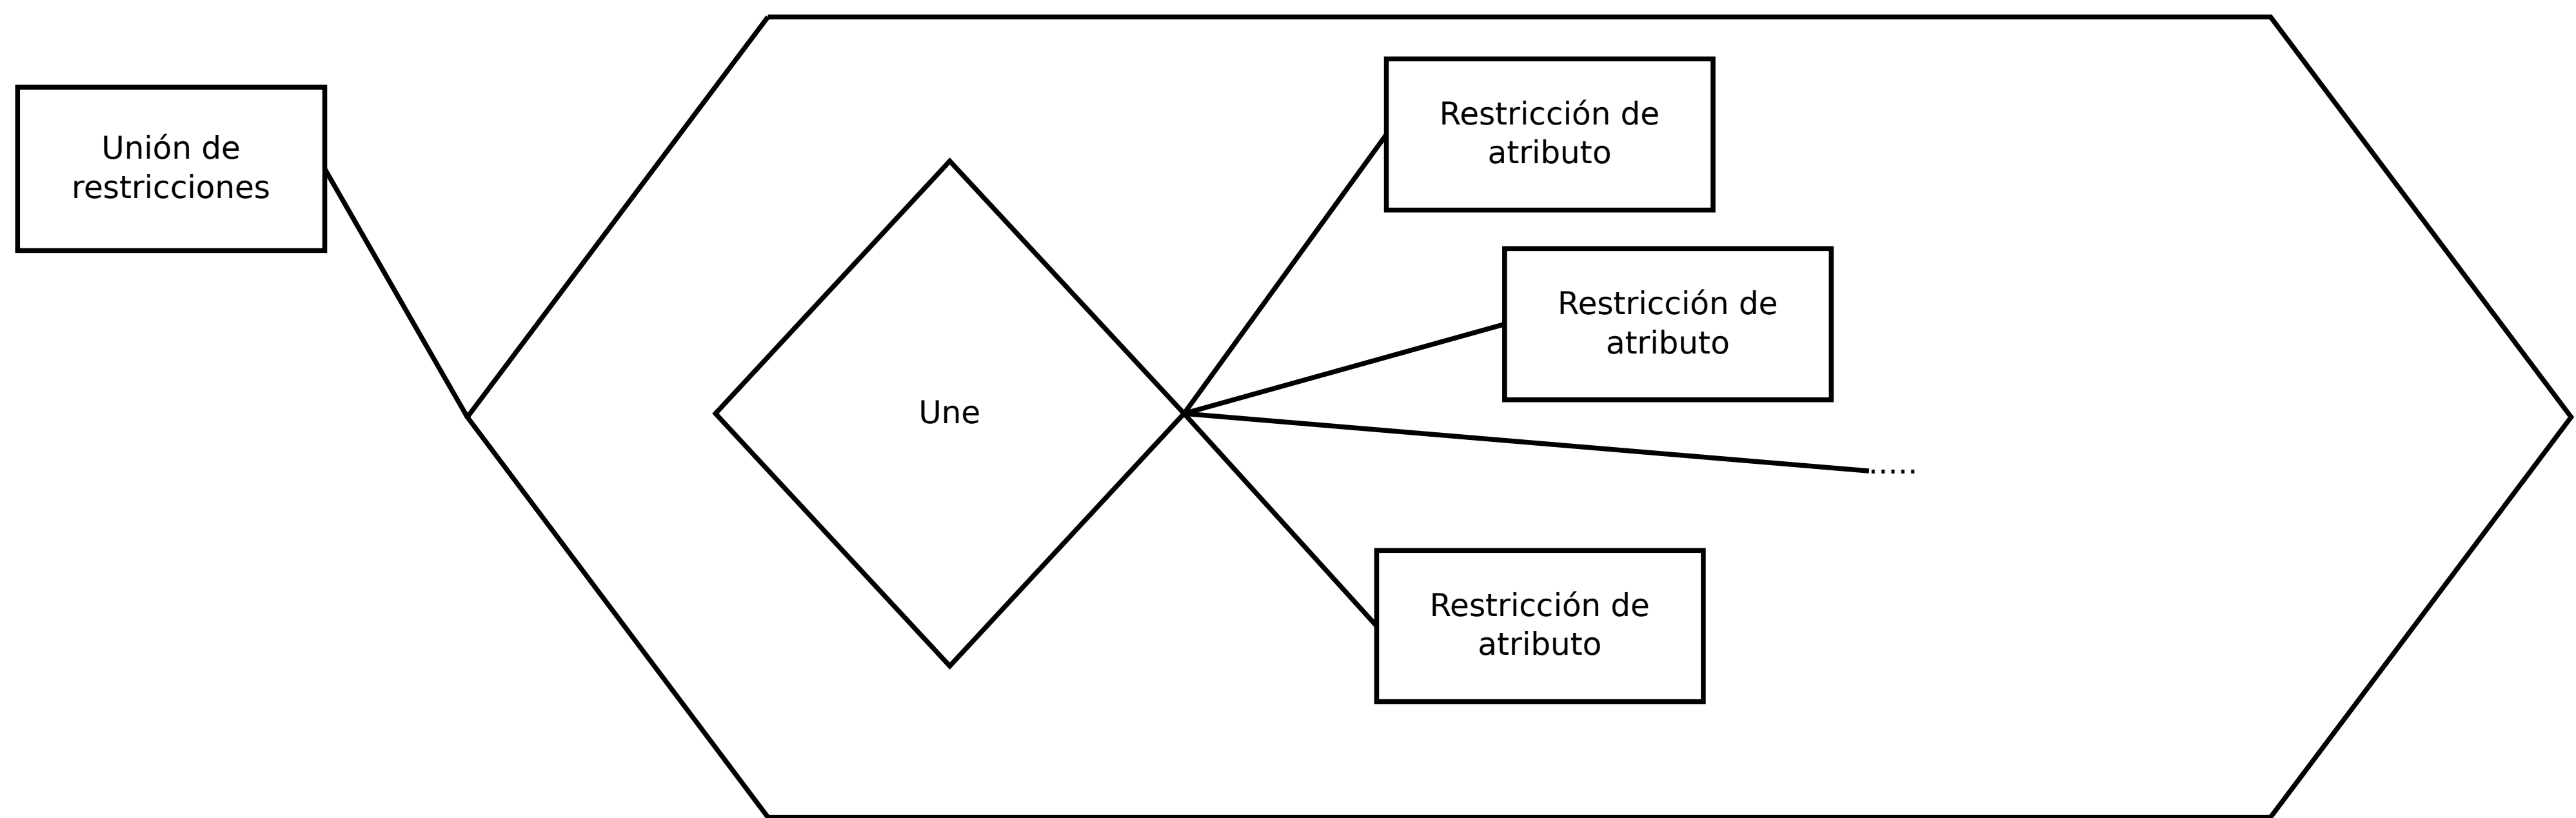 Unión de
restricciones
Restricción de
atributo
Restricción de
atributo
Une
.....
Restricción de
atributo